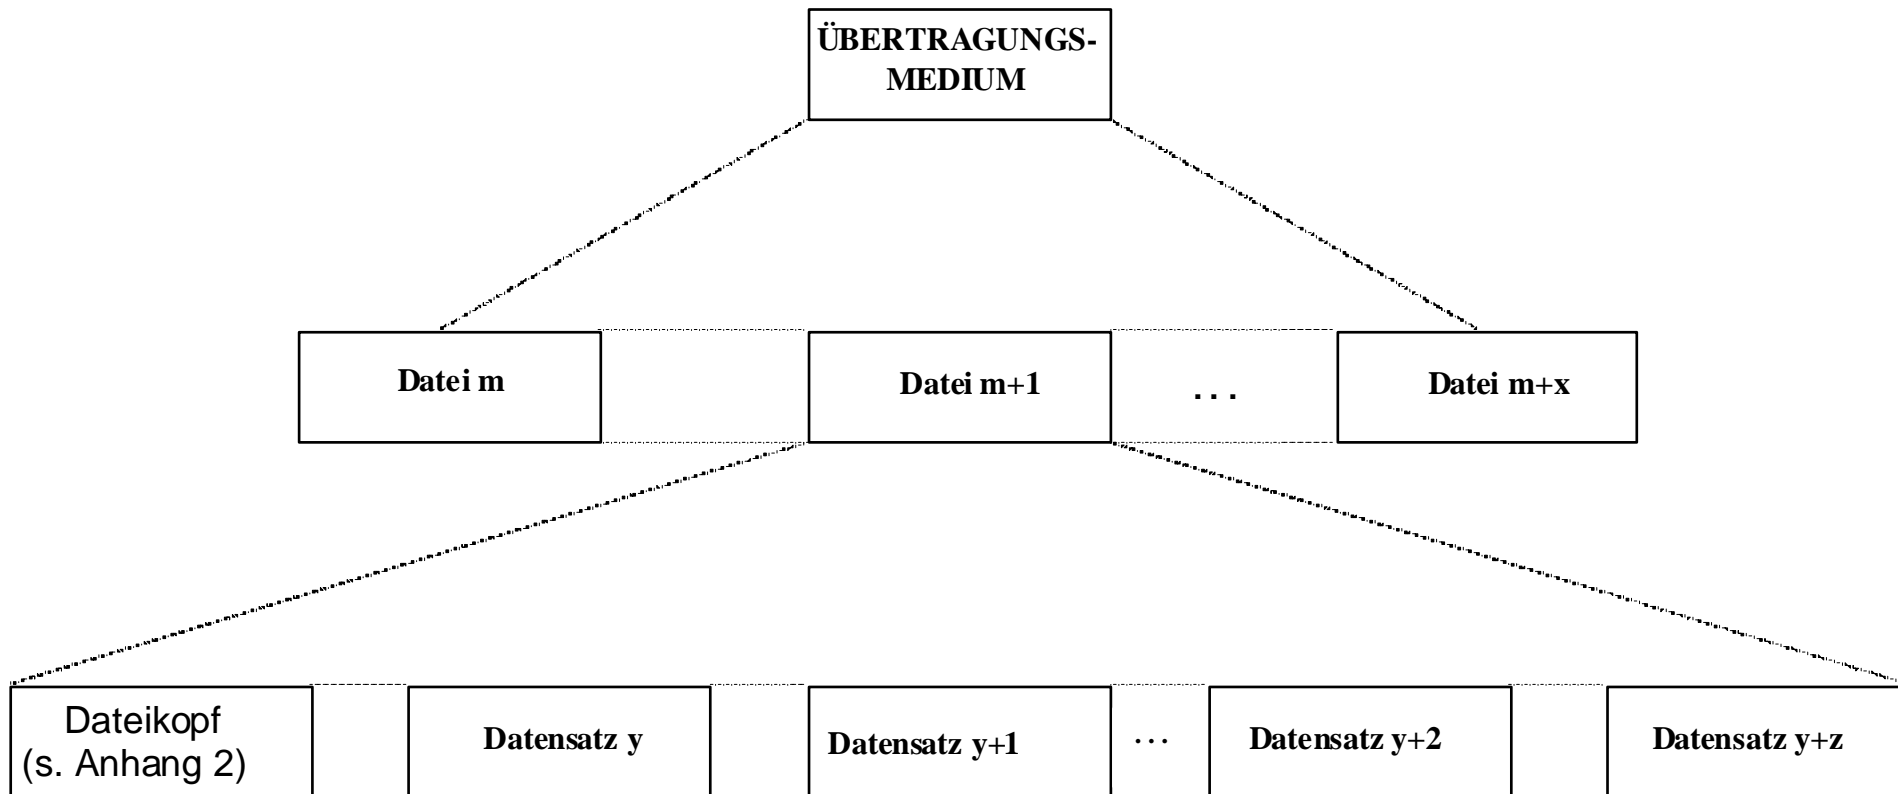 ÜBERTRAGUNGS-
MEDIUM
Datei m
Datei m+1
...
Datei m+x
Dateikopf
(s. Anhang 2)
Datensatz y
Datensatz y+1
...
Datensatz y+2
Datensatz y+z